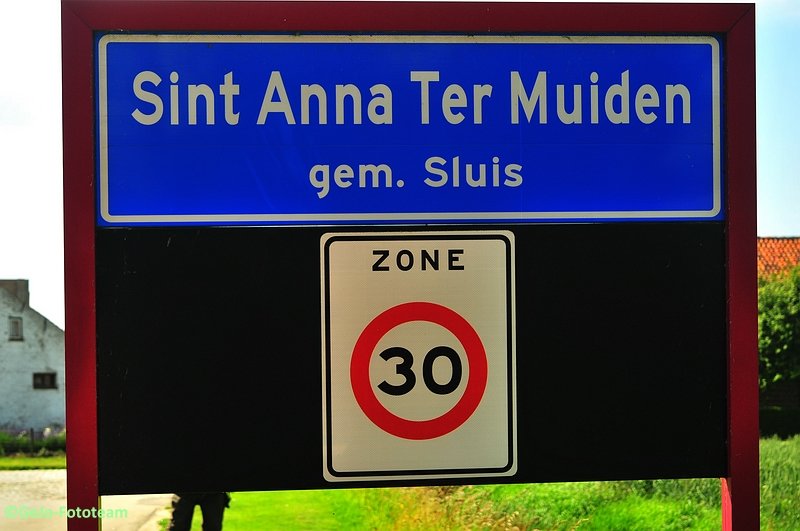 Sint Anna Ter Muiden
gem. Sluis
ZONE
30